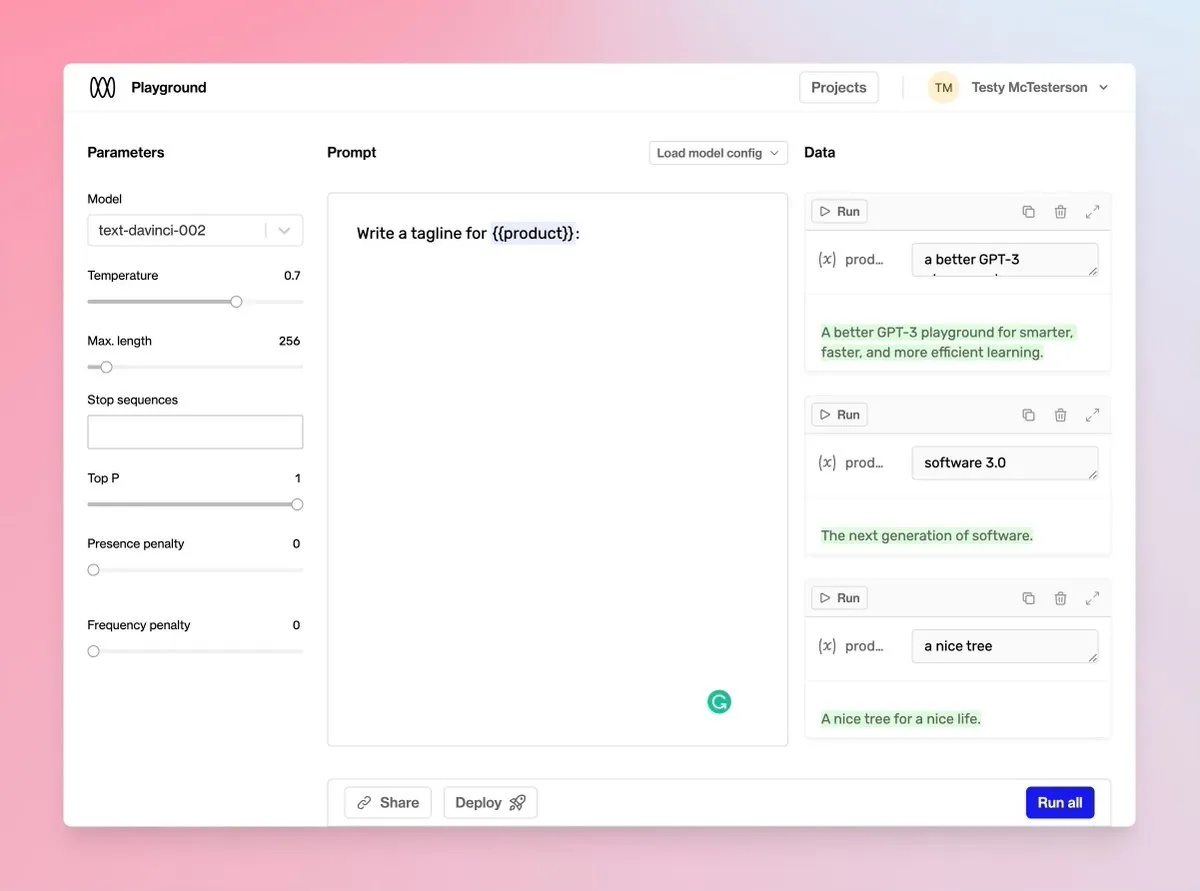 Playground
Projects
TM
Testy McTesterson
Parameters
Model
text-davinci-002
Temperature
0.7
Max. length
256
Stop sequences
Top P
1
Presence penalty
0
Frequency penalty
0
Prompt
Load model config
Write a tagline for {{product}}:
Share
Deploy
Data
Run
(x) prod...
a better GPT-3
A better GPT-3 playground for smarter,
faster, and more efficient learning.
Run
(x) prod...
software 3.0
The next generation of software.
Run
(x) prod...
a nice tree
A nice tree for a nice life.
Run all